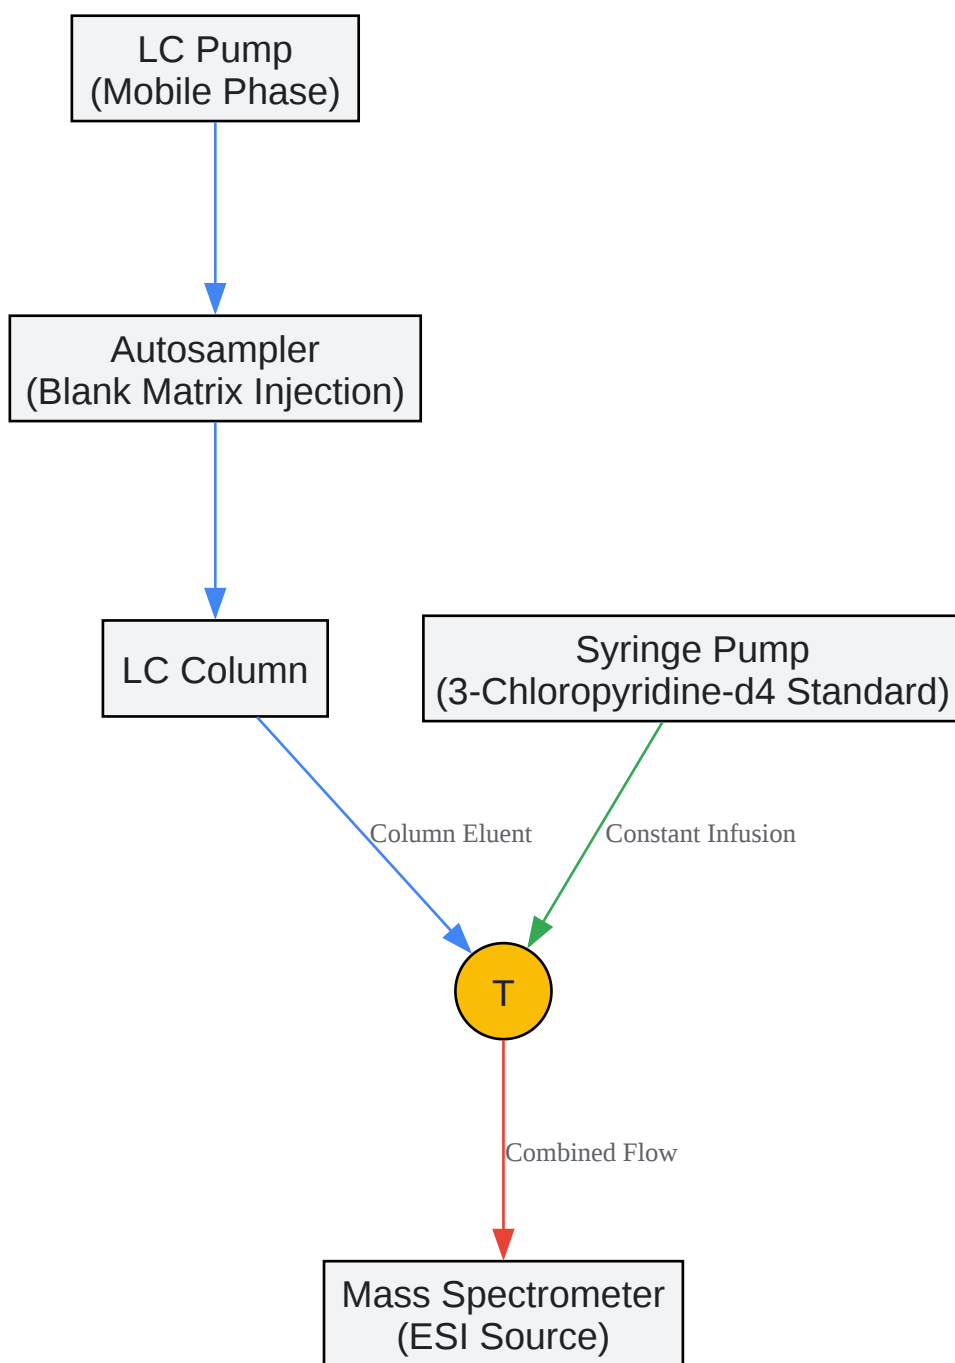 LC Pump
(Mobile Phase)
Autosampler
(Blank Matrix Injection)
LC Column
Syringe Pump
(3-Chloropyridine-d4 Standard)
Column Eluent
Constant Infusion
T
Combined Flow
Mass Spectrometer
(ESI Source)